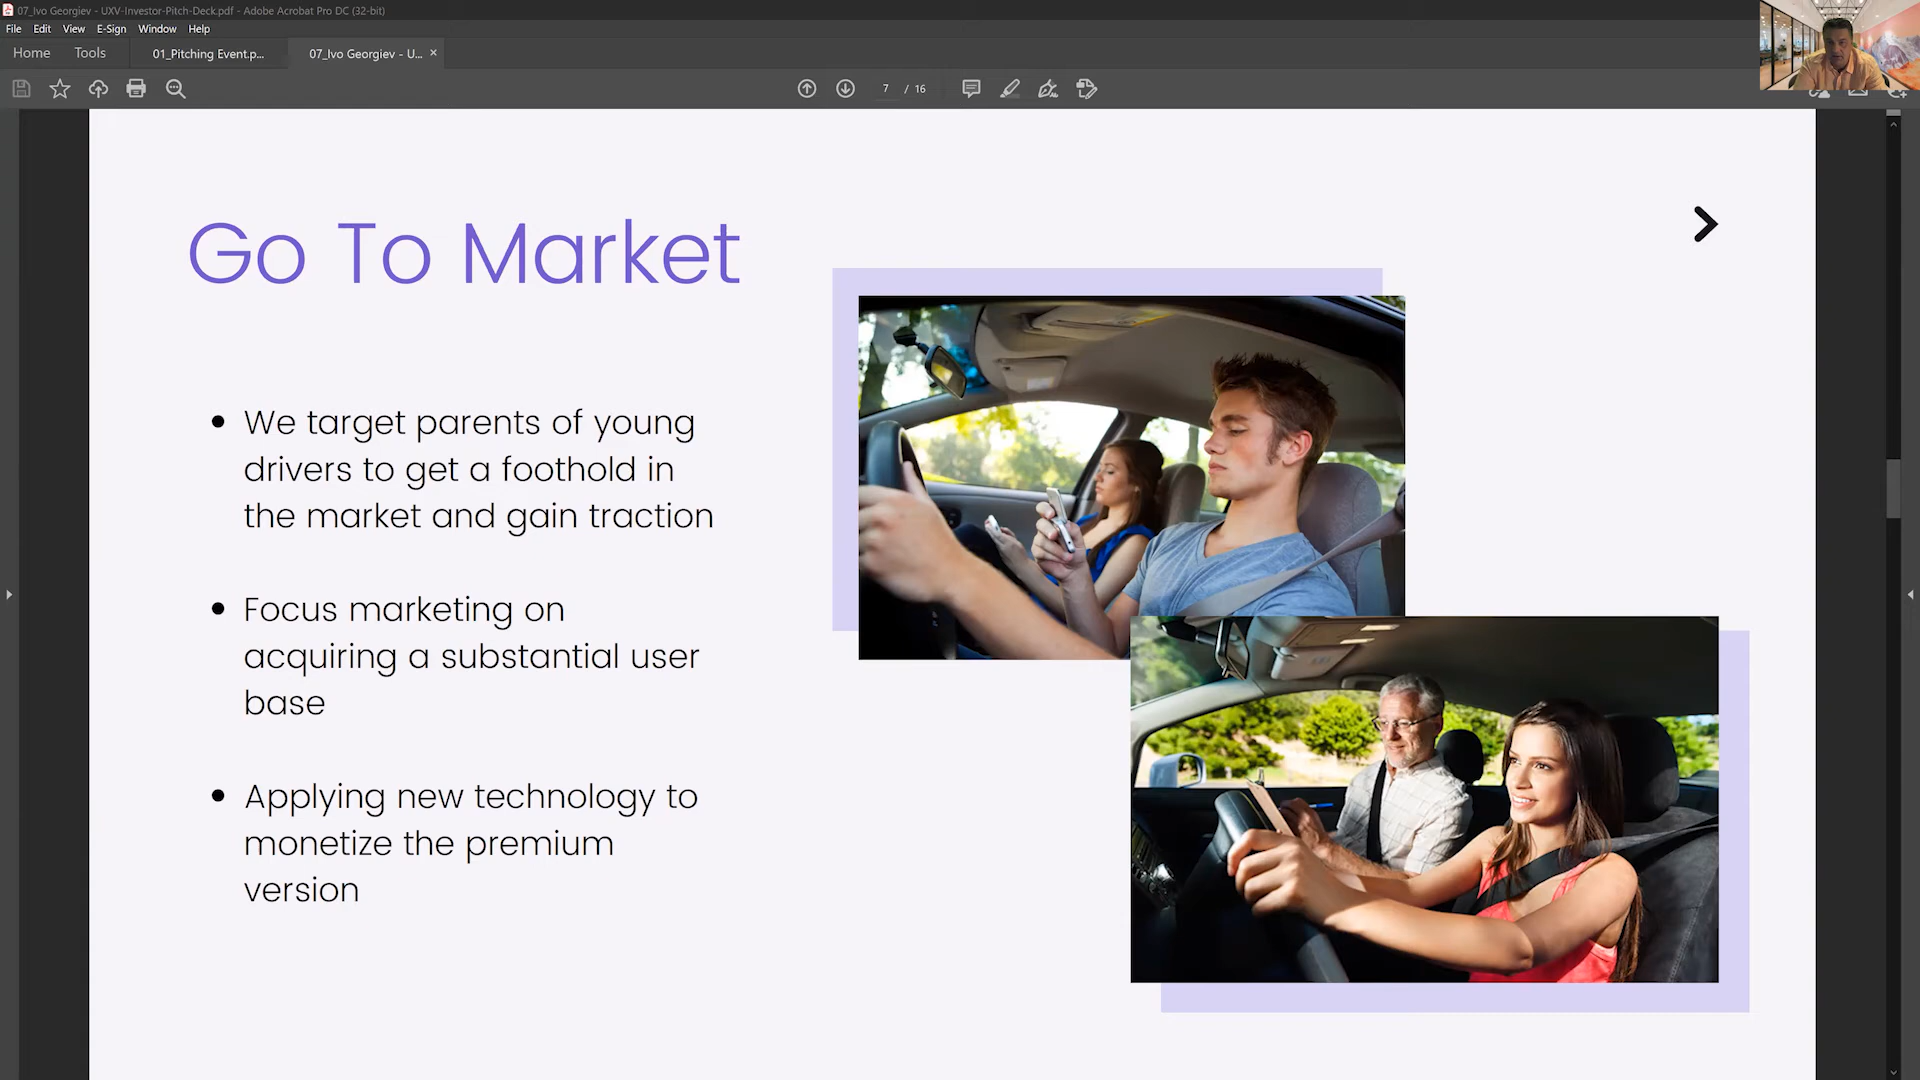 07_Ivo Georgiev - UXV-Investor-Pitch-Deck.pdf - Adobe Acrobat Pro DC (32-bit)
File Edit View E-Sign Window Help
Home Tools 01_Pitching Event.p... 07_Ivo Georgiev - U... ×
7 / 16
Go To Market
• We target parents of young
drivers to get a foothold in
the market and gain traction
• Focus marketing on
acquiring a substantial user
base
• Applying new technology to
monetize the premium
version